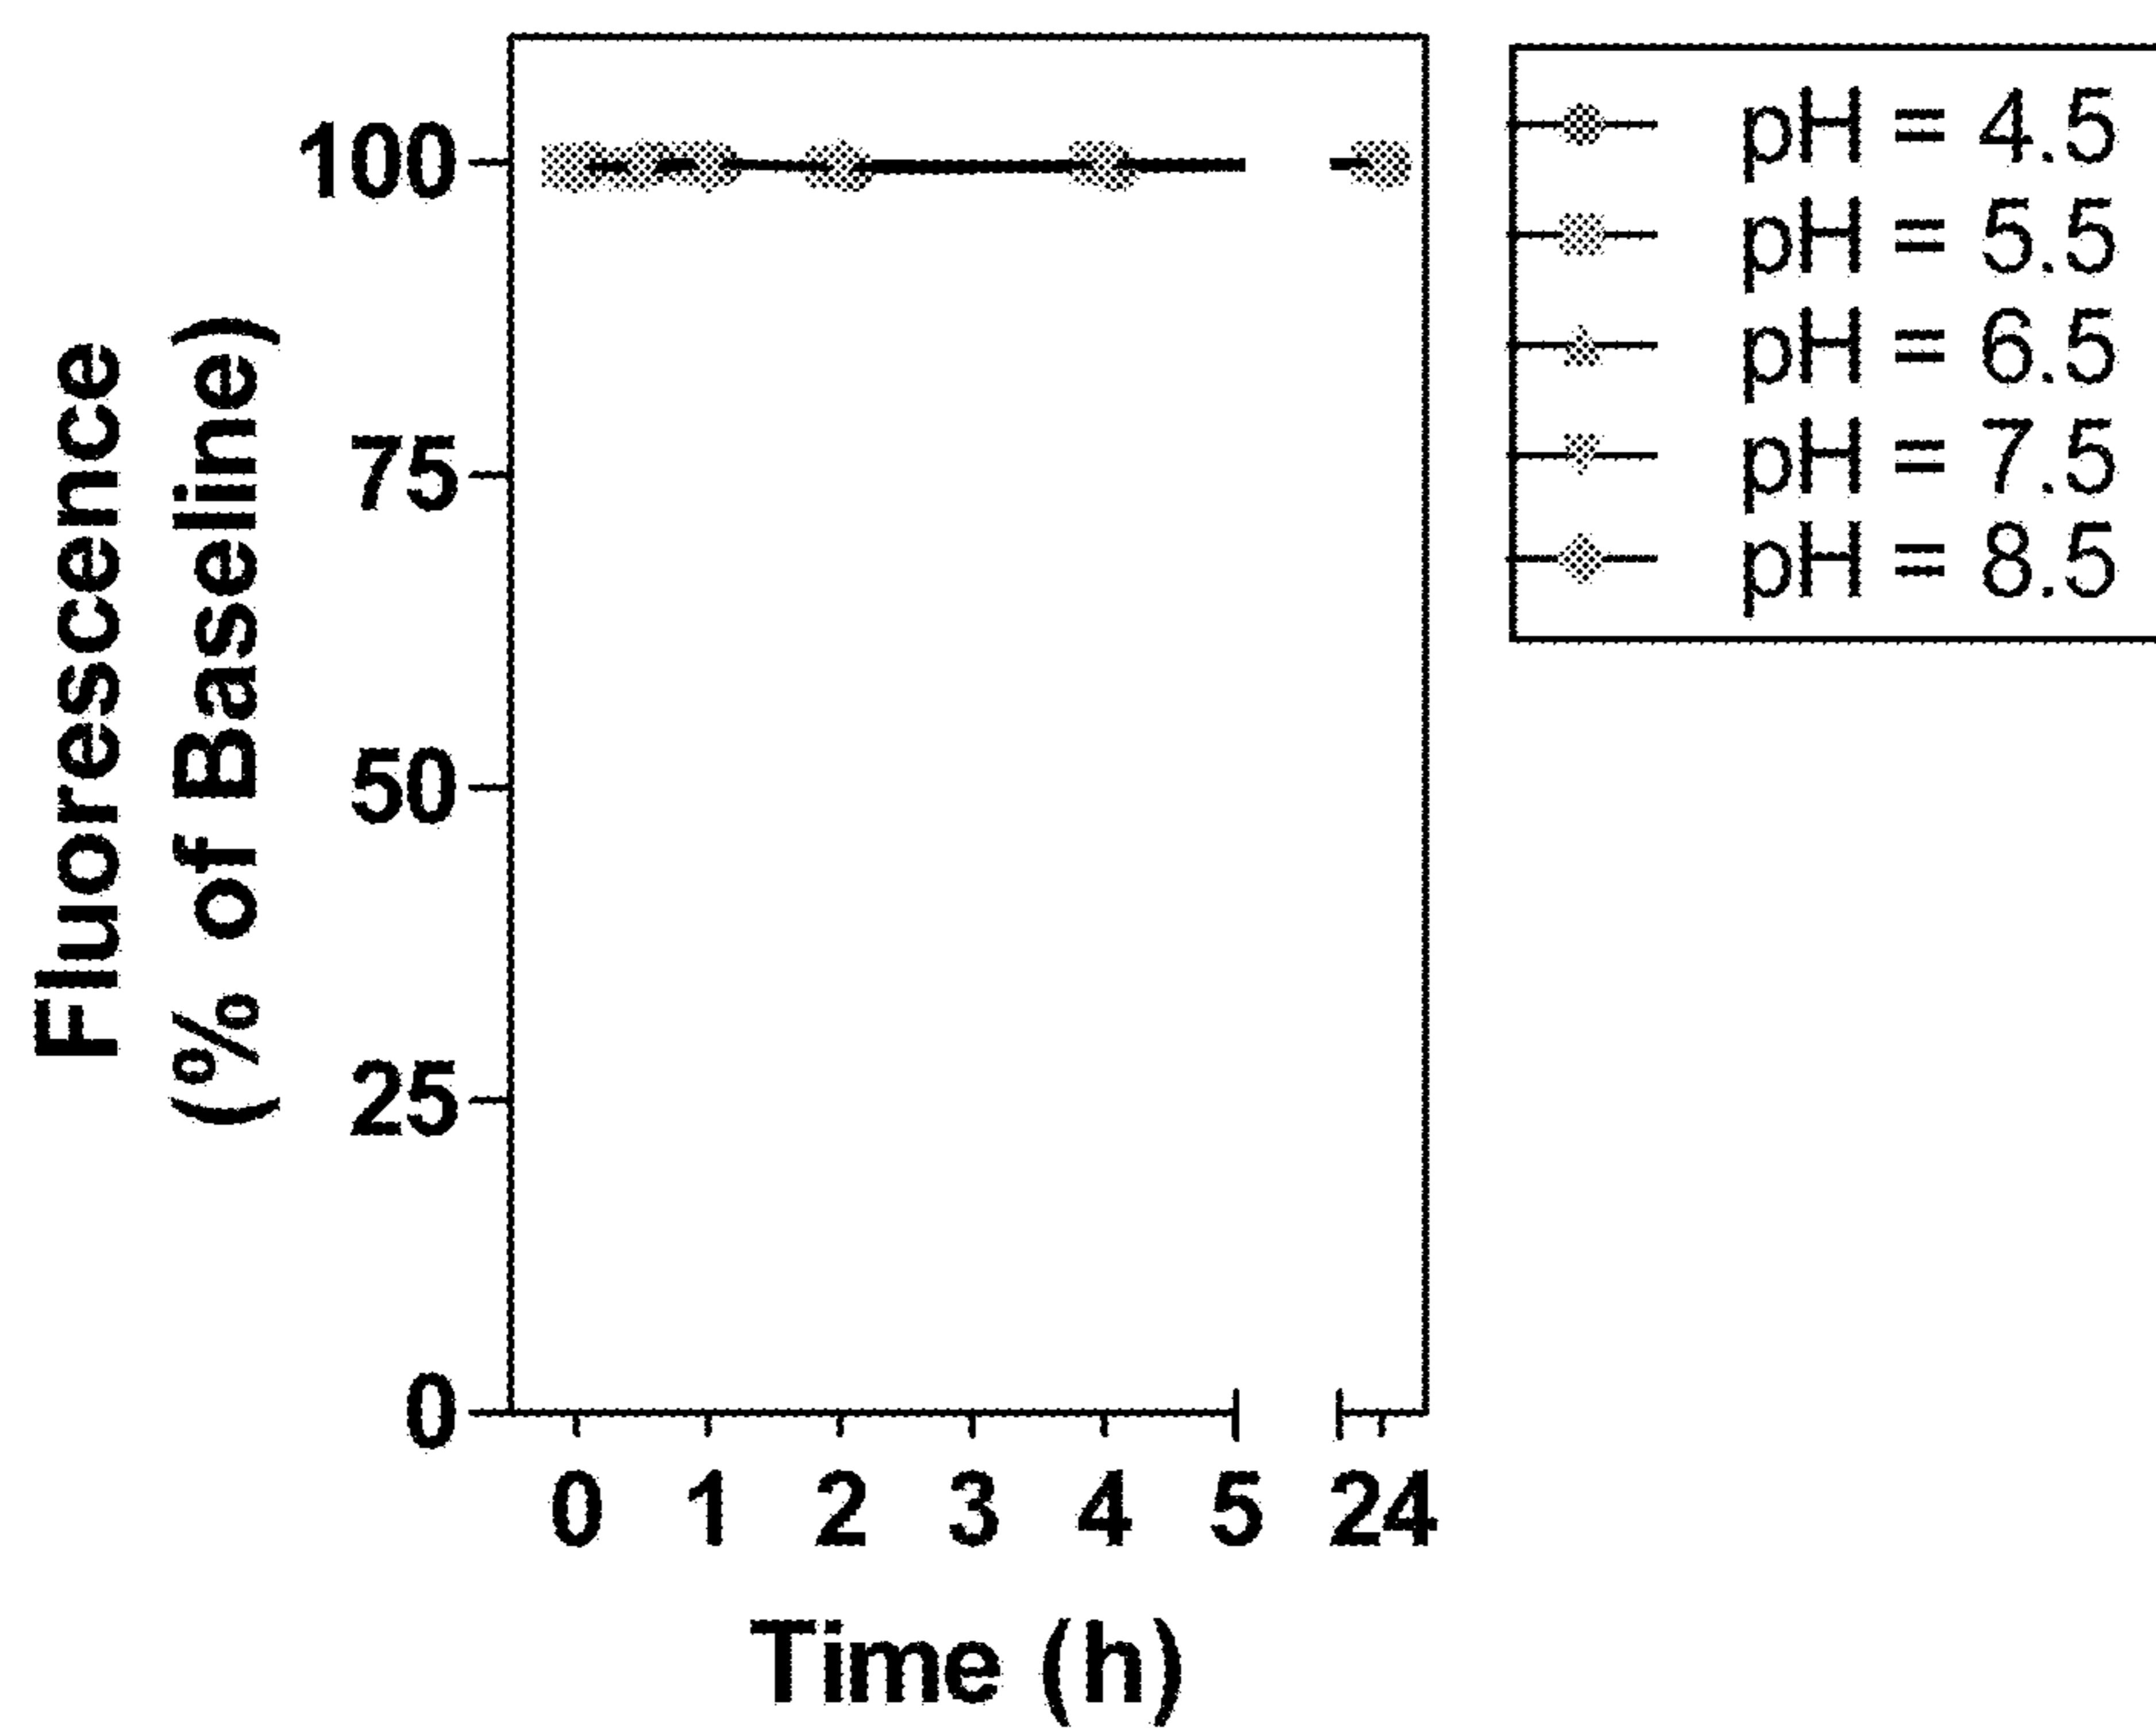 Fluorescence
(% of Baseline)
100
75
50
25
0
0 1 2 3 4 5 24
Time (h)
pH = 4.5
pH = 5.5
pH = 6.5
pH = 7.5
pH = 8.5